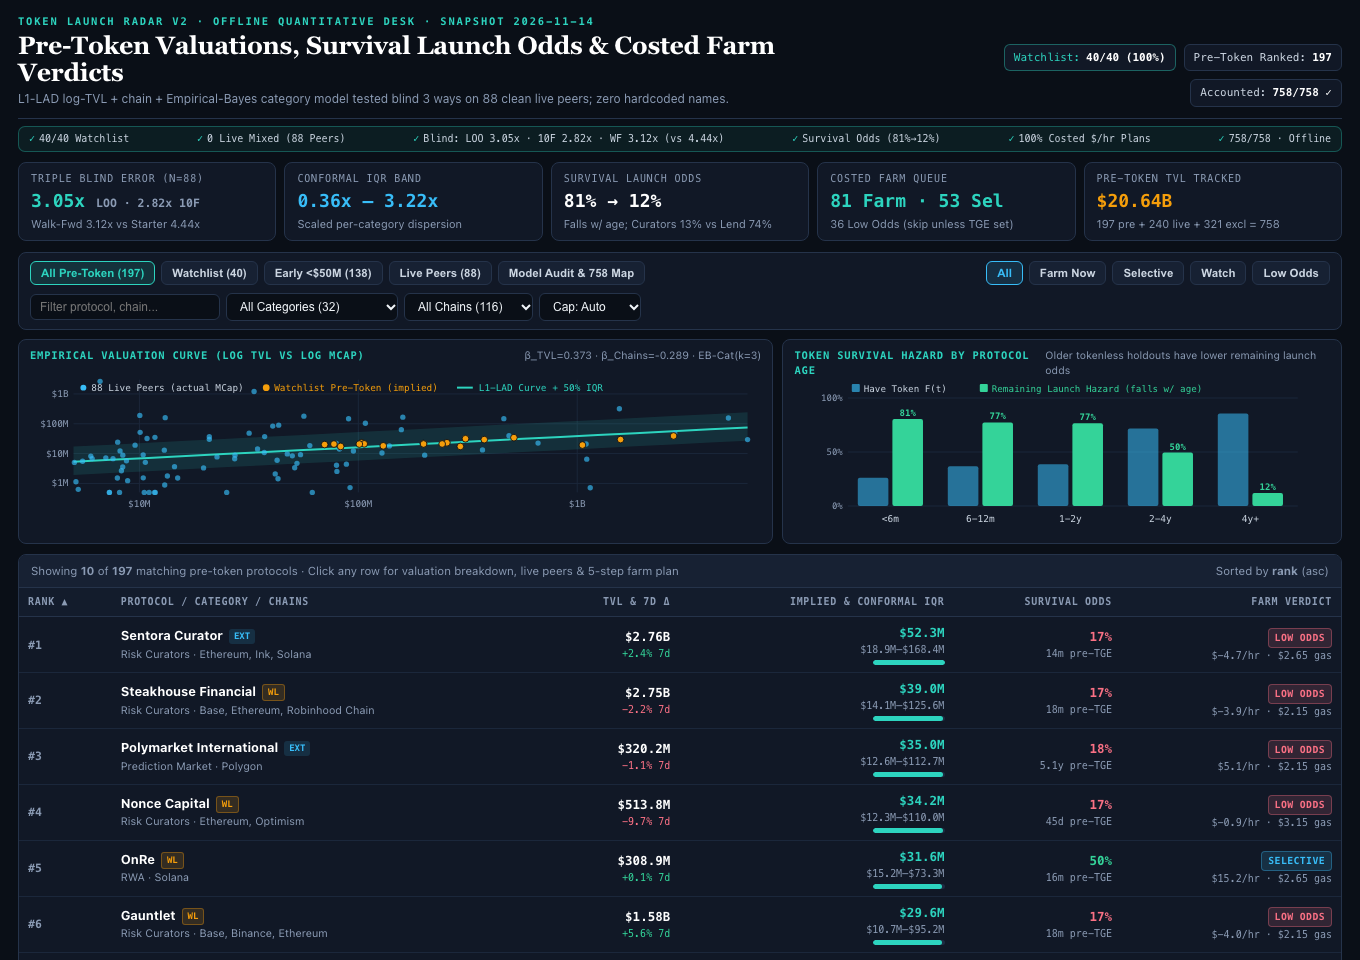 TOKEN LAUNCH RADAR V2 · OFFLINE QUANTITATIVE DESK · SNAPSHOT 2026-11-14
Pre-Token Valuations, Survival Launch Odds & Costed Farm
Verdicts
L1-LAD log-TVL + chain + Empirical-Bayes category model tested blind 3 ways on 88 clean live peers; zero hardcoded names.
Watchlist: 40/40 (100%)
Pre-Token Ranked: 197
Accounted: 758/758 ✓
✓ 40/40 Watchlist
✓ 0 Live Mixed (88 Peers)
✓ Blind: LOO 3.05x · 10F 2.82x · WF 3.12x (vs 4.44x)
✓ Survival Odds (81%→12%)
✓ 100% Costed $/hr Plans
✓ 758/758 · Offline
TRIPLE BLIND ERROR (N=88)
3.05x LOO · 2.82x 10F
Walk-Fwd 3.12x vs Starter 4.44x
CONFORMAL IQR BAND
0.36x — 3.22x
Scaled per-category dispersion
SURVIVAL LAUNCH ODDS
81% → 12%
Falls w/ age; Curators 13% vs Lend 74%
COSTED FARM QUEUE
81 Farm · 53 Sel
36 Low Odds (skip unless TGE set)
PRE-TOKEN TVL TRACKED
$20.64B
197 pre + 240 live + 321 excl = 758
All Pre-Token (197)
Watchlist (40)
Early <$50M (138)
Live Peers (88)
Model Audit & 758 Map
All
Farm Now
Selective
Watch
Low Odds
Filter protocol, chain...
All Categories (32)
All Chains (116)
Cap: Auto
EMPIRICAL VALUATION CURVE (LOG TVL VS LOG MCAP)
β_TVL=0.373 · β_Chains=-0.289 · EB-Cat(k=3)
88 Live Peers (actual MCap)
Watchlist Pre-Token (implied)
L1-LAD Curve + 50% IQR
$1B
$100M
$10M
$1M
$10M
$100M
$1B
TOKEN SURVIVAL HAZARD BY PROTOCOL
AGE
Older tokenless holdouts have lower remaining launch
odds
Have Token F(t)
Remaining Launch Hazard (falls w/ age)
100%
50%
0%
81%
77%
77%
50%
12%
<6m
6-12m
1-2y
2-4y
4y+
Showing 10 of 197 matching pre-token protocols · Click any row for valuation breakdown, live peers & 5-step farm plan
Sorted by rank (asc)
RANK ▲
PROTOCOL / CATEGORY / CHAINS
TVL & 7D Δ
IMPLIED & CONFORMAL IQR
SURVIVAL ODDS
FARM VERDICT
#1
Sentora Curator EXT
Risk Curators · Ethereum, Ink, Solana
$2.76B
+2.4% 7d
$52.3M
$18.9M—$168.4M
17%
14m pre-TGE
LOW ODDS
$-4.7/hr · $2.65 gas
#2
Steakhouse Financial WL
Risk Curators · Base, Ethereum, Robinhood Chain
$2.75B
-2.2% 7d
$39.0M
$14.1M—$125.6M
17%
18m pre-TGE
LOW ODDS
$-3.9/hr · $2.15 gas
#3
Polymarket International EXT
Prediction Market · Polygon
$320.2M
-1.1% 7d
$35.0M
$12.6M—$112.7M
18%
5.1y pre-TGE
LOW ODDS
$5.1/hr · $2.15 gas
#4
Nonce Capital WL
Risk Curators · Ethereum, Optimism
$513.8M
-9.7% 7d
$34.2M
$12.3M—$110.0M
17%
45d pre-TGE
LOW ODDS
$-0.9/hr · $3.15 gas
#5
OnRe WL
RWA · Solana
$308.9M
+0.1% 7d
$31.6M
$15.2M—$73.3M
50%
16m pre-TGE
SELECTIVE
$15.2/hr · $2.65 gas
#6
Gauntlet WL
Risk Curators · Base, Binance, Ethereum
$1.58B
+5.6% 7d
$29.6M
$10.7M—$95.2M
17%
18m pre-TGE
LOW ODDS
$-4.0/hr · $2.15 gas